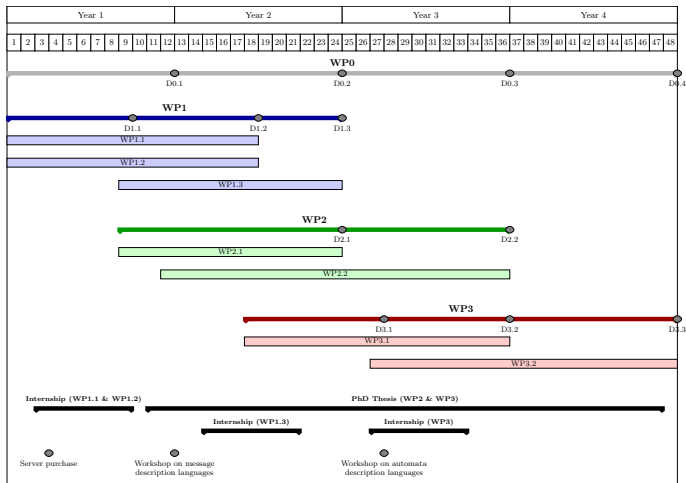 Year 1 Year 2 Year 3 Year 4
1 2 3 4 5 6 7 8 9 10 11 12 13 14 15 16 17 18 19 20 21 22 23 24 25 26 27 28 29 30 31 32 33 34 35 36 37 38 39 40 41 42 43 44 45 46 47 48
WP0
D0.1 D0.2 D0.3 D0.4
WP1
D1.1 D1.2 D1.3
WP1.1
WP1.2
WP1.3
WP2
D2.1 D2.2
WP2.1
WP2.2
WP3
D3.1 D3.2 D3.3
WP3.1
WP3.2
Internship (WP1.1 & WP1.2) PhD Thesis (WP2 & WP3)
Internship (WP1.3) Internship (WP3)
Server purchase Workshop on message Workshop on automata
description languages description languages